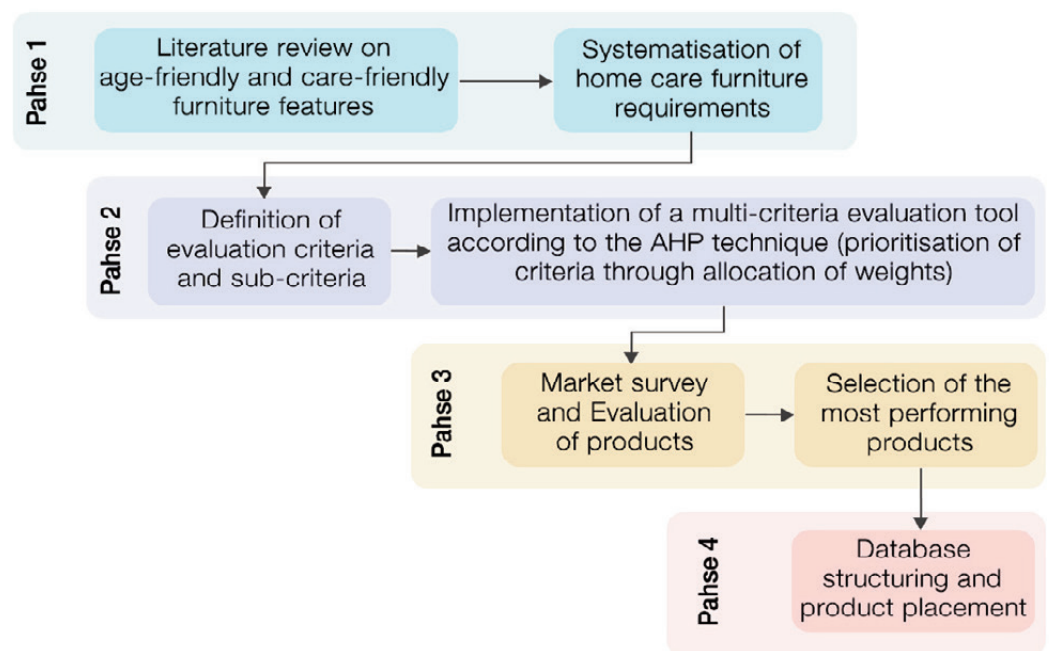 Pahse 1
Literature review on
age-friendly and care-friendly
furniture features
Systematisation of
home care furniture
requirements
Pahse 2
Definition of
evaluation criteria
and sub-criteria
Implementation of a multi-criteria evaluation tool
according to the AHP technique (prioritisation of
criteria through allocation of weights)
Pahse 3
Market survey
and Evaluation
of products
Selection of the
most performing
products
Pahse 4
Database
structuring and
product placement